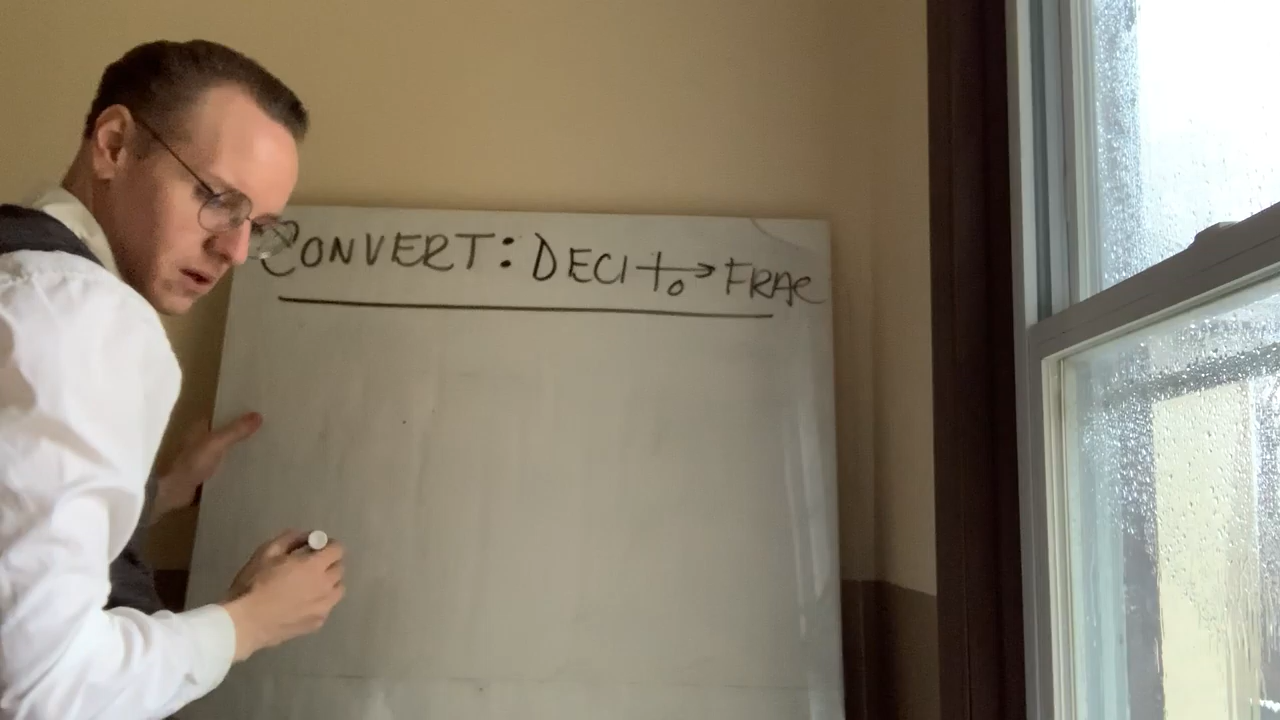 CONVERT: DECI to → FRAC